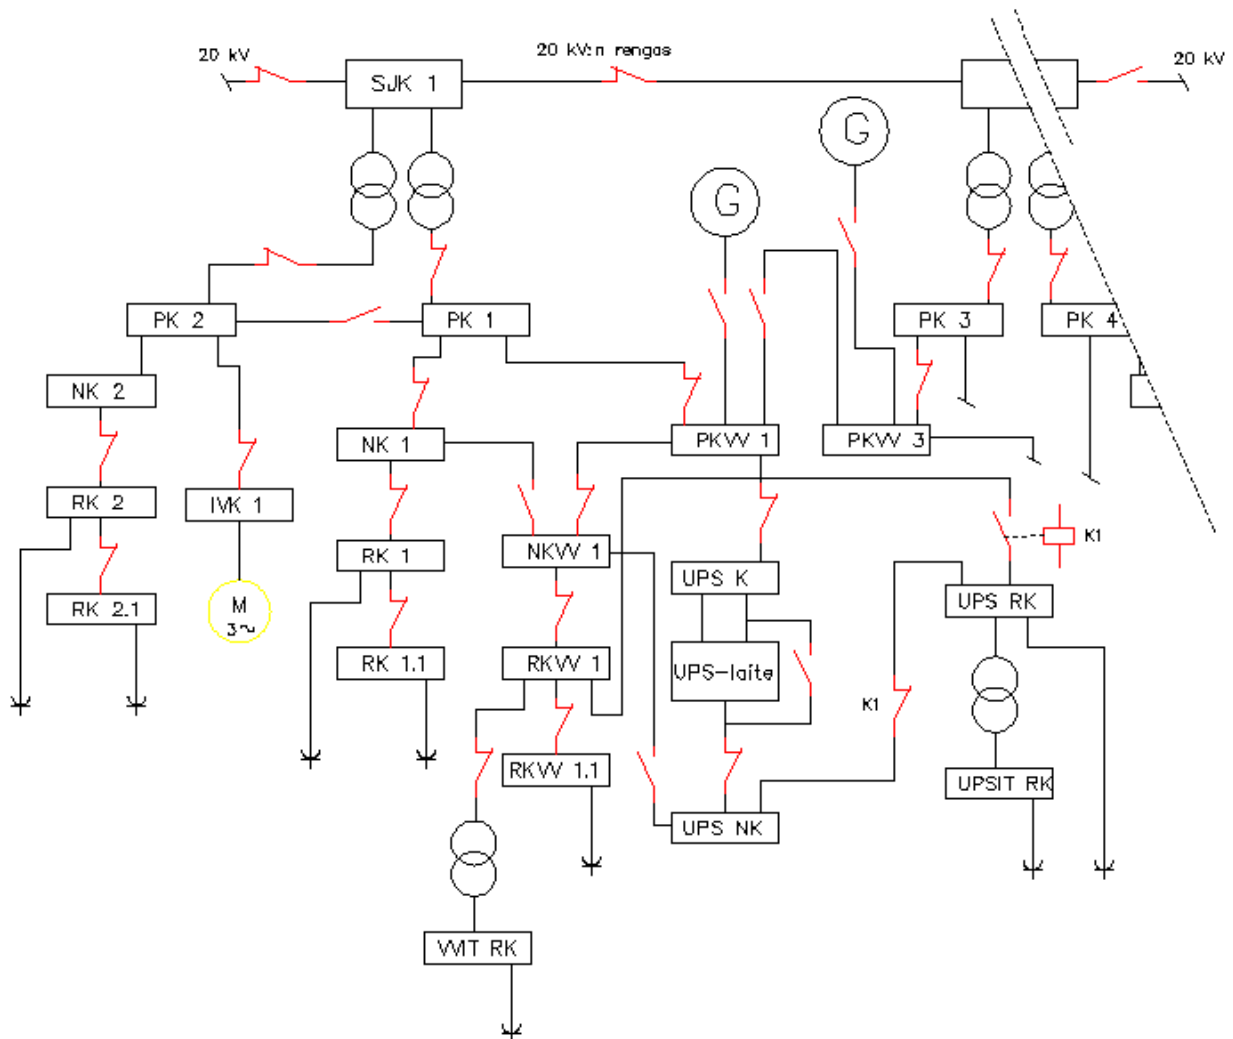 20 kV
20 kV:n rengas
20 kV
SJK 1
G
G
PK 2
PK 1
PK 3
PK 4
NK 2
NK 1
PKVV 1
PKVV 3
RK 2
IVK 1
RK 1
NKVV 1
K1
UPS K
UPS RK
RK 2.1
M
3~
RK 1.1
RKVV 1
UPS-laite
K1
RKVV 1.1
UPSIT RK
UPS NK
VVIT RK